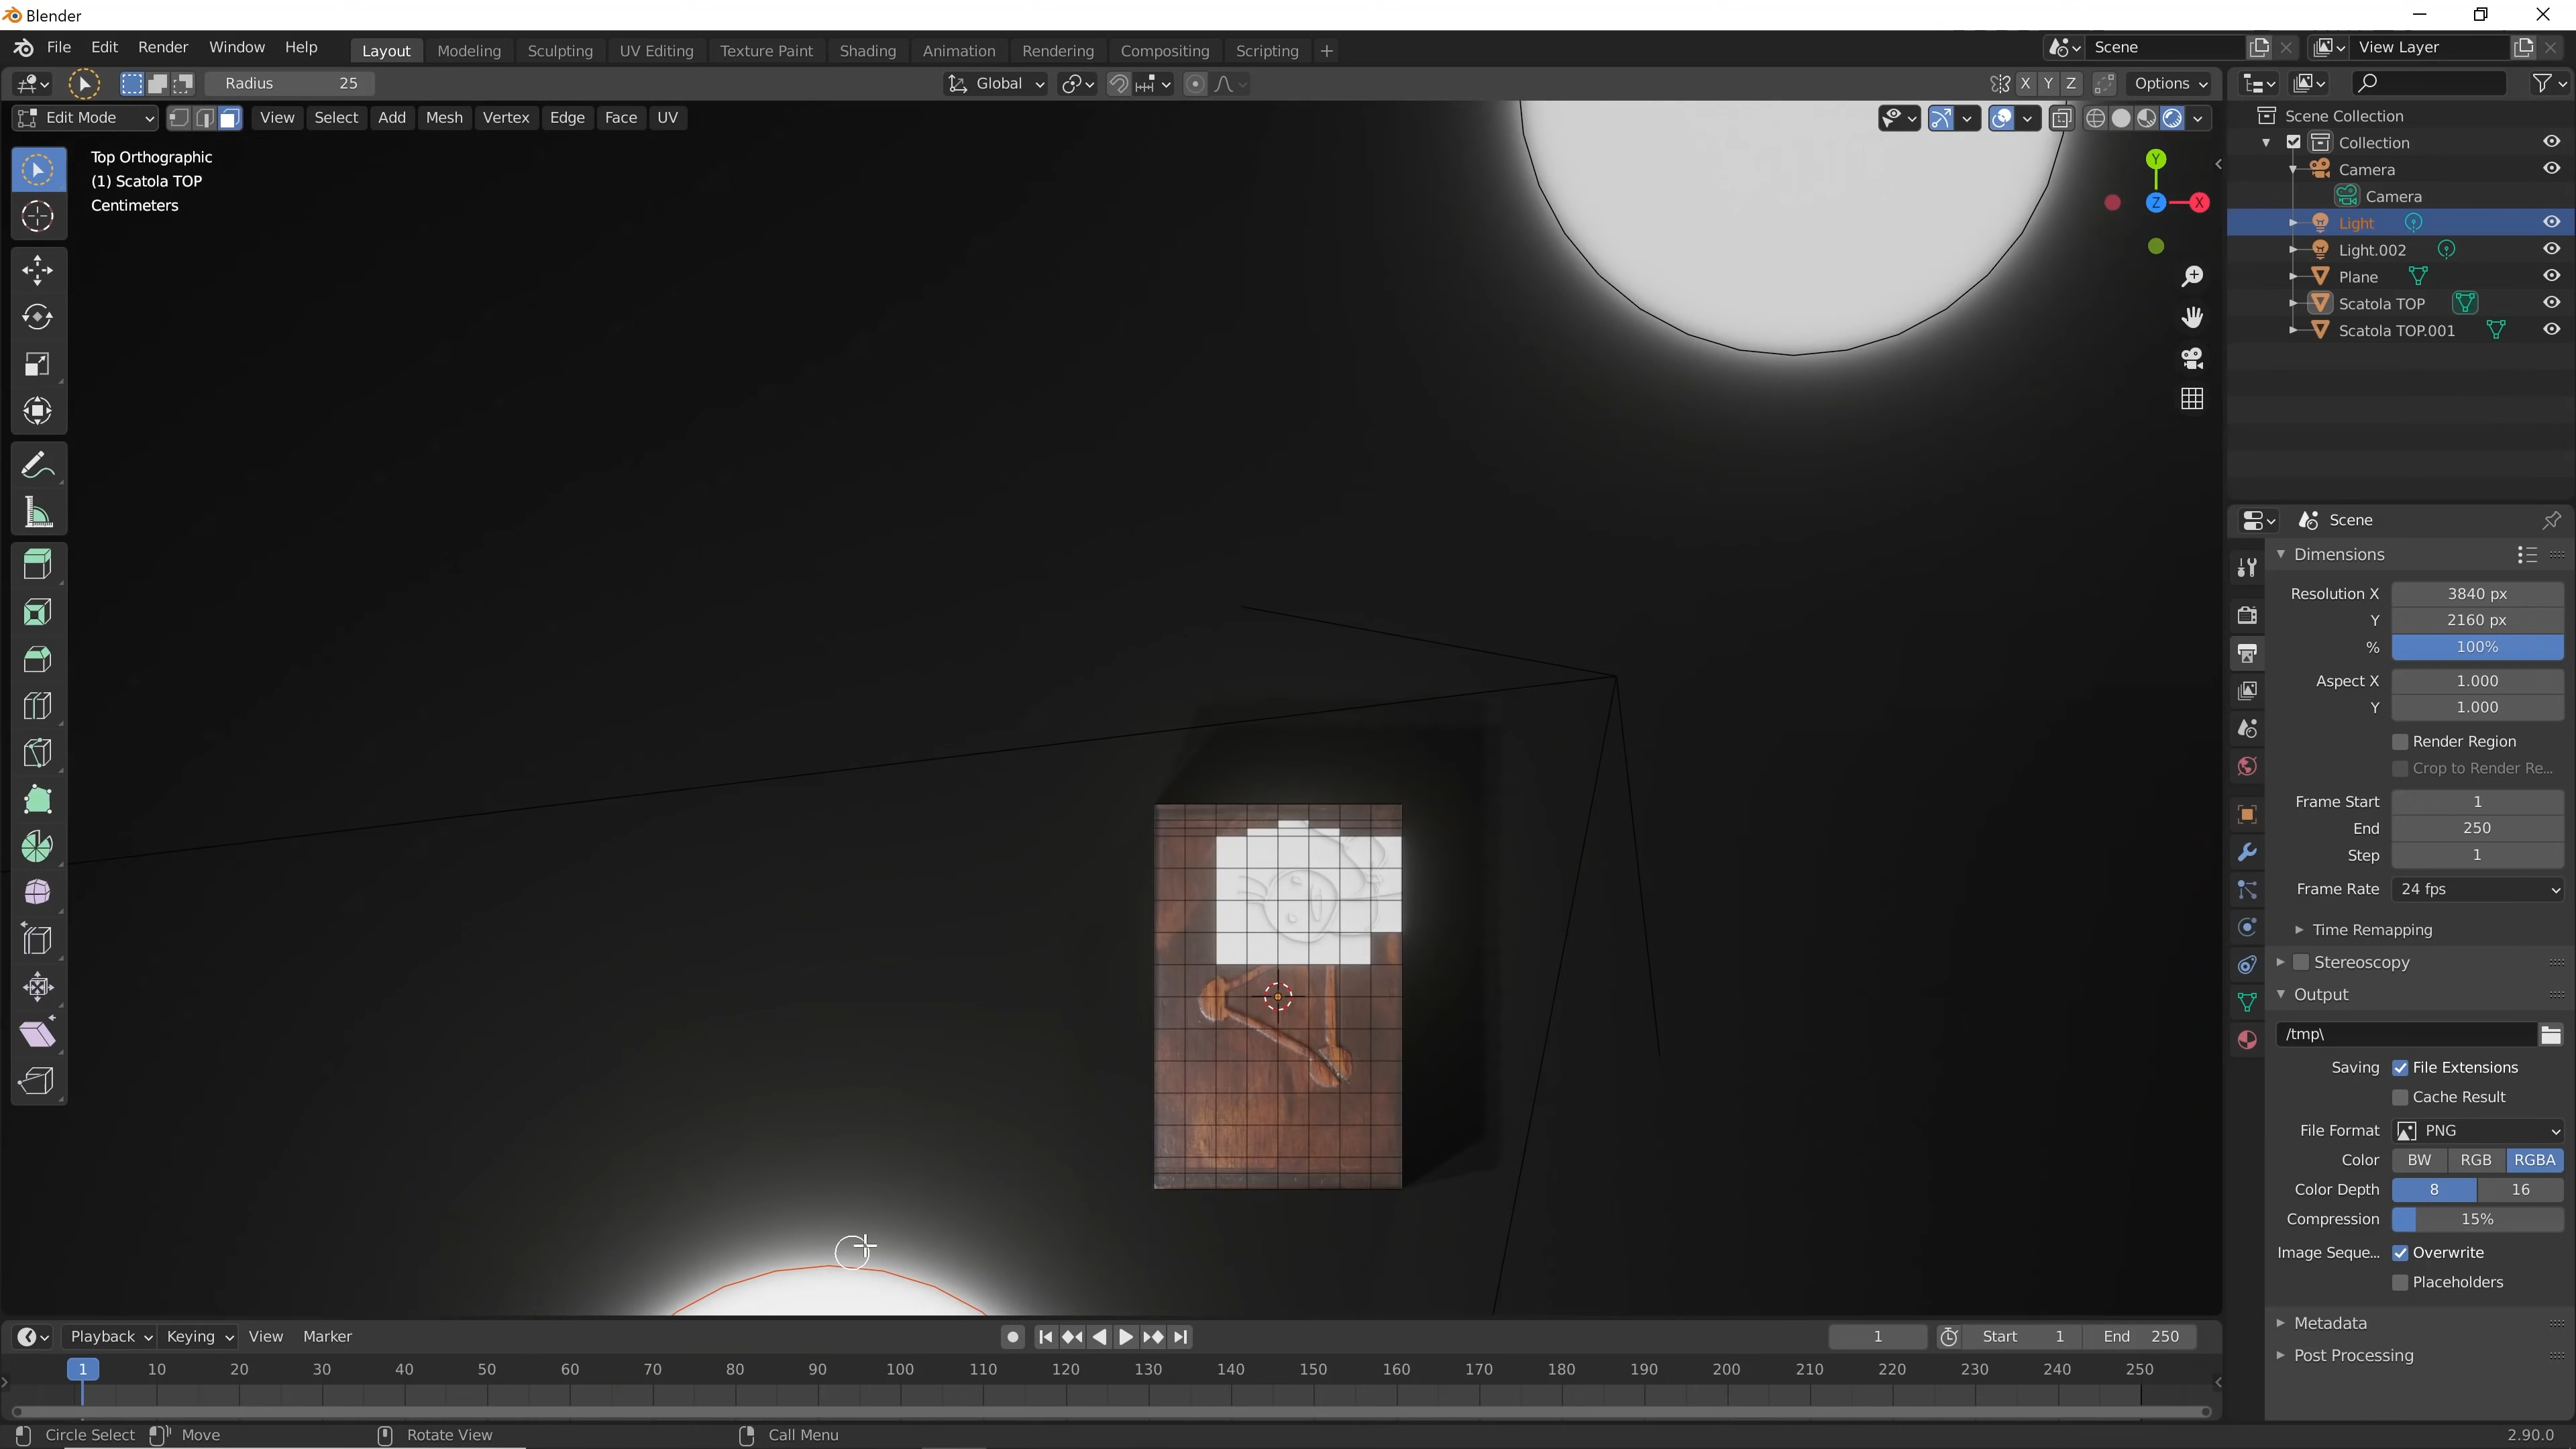 Blender
File Edit Render Window Help Layout Modeling Sculpting UV Editing Texture Paint Shading Animation Rendering Compositing Scripting + Scene View Layer
Radius 25 Global X Y Z Options
Edit Mode View Select Add Mesh Vertex Edge Face UV
Top Orthographic
(1) Scatola TOP
Centimeters
Y
Z X
Scene Collection
Collection
Camera
Camera
Light
Light.002
Plane
Scatola TOP
Scatola TOP.001
Scene
Dimensions
Resolution X 3840 px
Y 2160 px
% 100%
Aspect X 1.000
Y 1.000
Render Region
Crop to Render Re...
Frame Start 1
End 250
Step 1
Frame Rate 24 fps
Time Remapping
Stereoscopy
Output
/tmp\
Saving File Extensions
Cache Result
File Format PNG
Color BW RGB RGBA
Color Depth 8 16
Compression 15%
Image Seque... Overwrite
Placeholders
Metadata
Post Processing
Playback Keying View Marker 1 Start 1 End 250
1 10 20 30 40 50 60 70 80 90 100 110 120 130 140 150 160 170 180 190 200 210 220 230 240 250
Circle Select Move Rotate View Call Menu 2.90.0